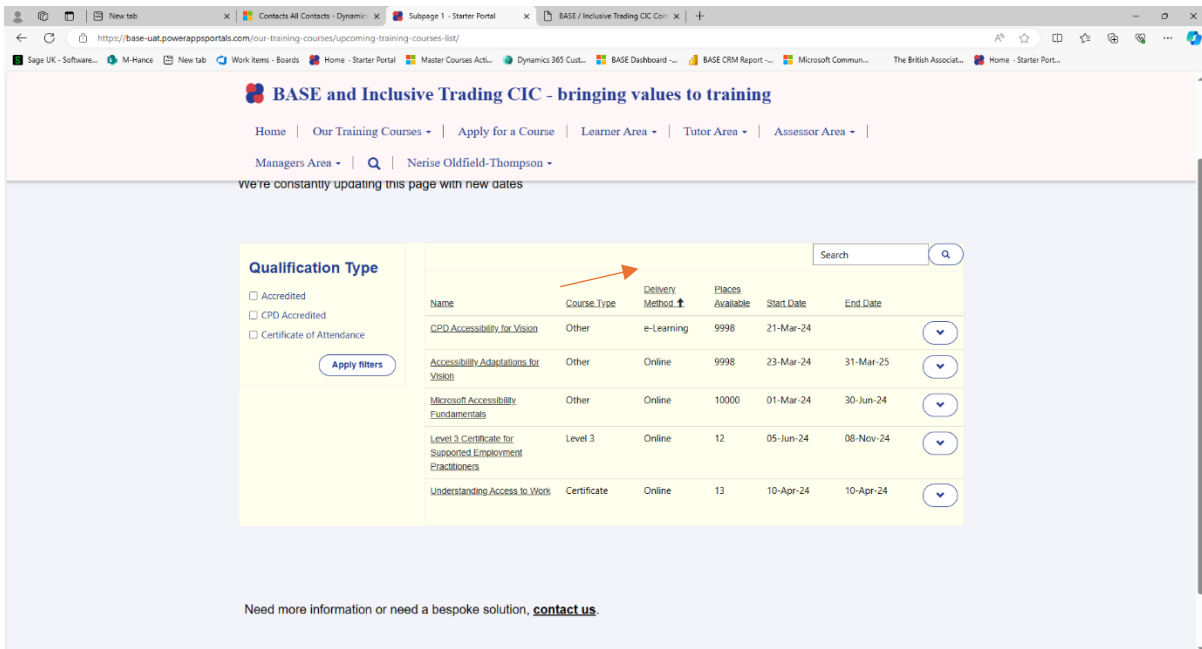 New tab
Contacts All Contacts - Dynamics
Subpage 1 - Starter Portal
BASE / Inclusive Trading CIC Com
https://base-uat.powerappsportals.com/our-training-courses/upcoming-training-courses-list/
Sage UK - Software... M-Hance New tab Work items - Boards Home - Starter Portal Master Courses Acti... Dynamics 365 Cust... BASE Dashboard -... BASE CRM Report -... Microsoft Commun... The British Associat... Home - Starter Port...
BASE and Inclusive Trading CIC - bringing values to training
Home | Our Training Courses | Apply for a Course | Learner Area | Tutor Area | Assessor Area |
Managers Area | | Nerise Oldfield-Thompson
We're constantly updating this page with new dates
Search
Qualification Type
Accredited
CPD Accredited
Certificate of Attendance
Apply filters
Name Course Type Delivery Method Places Available Start Date End Date
CPD Accessibility for Vision Other e-Learning 9998 21-Mar-24
Accessibility Adaptations for Vision Other Online 9998 23-Mar-24 31-Mar-25
Microsoft Accessibility Fundamentals Other Online 10000 01-Mar-24 30-Jun-24
Level 3 Certificate for Supported Employment Practitioners Level 3 Online 12 05-Jun-24 08-Nov-24
Understanding Access to Work Certificate Online 13 10-Apr-24 10-Apr-24
Need more information or need a bespoke solution, contact us.